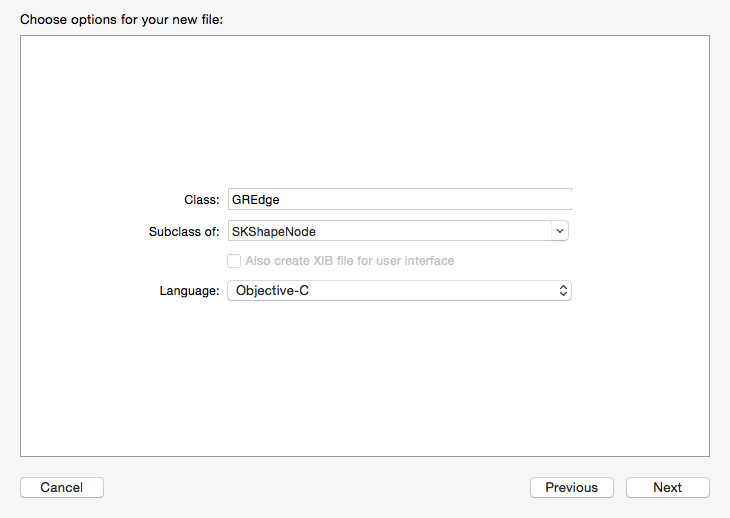 Choose options for your new file:
Class: GREdge
Subclass of: SKShapeNode
Also create XIB file for user interface
Language: Objective-C
Cancel Previous Next